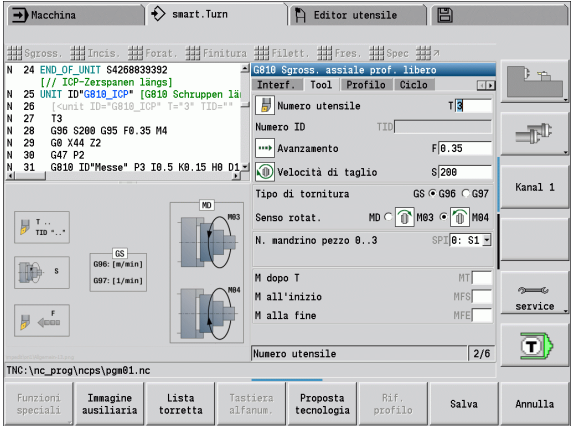 Macchina smart.Turn Editor utensile
Sgross. Incis. Forat. Finitura Filett. Fres. Spec
N 24 END_OF_UNIT S4268839392
[// ICP-Zerspanen längs]
N 25 UNIT ID"G810_ICP" [G810 Schruppen län
N 26 [<unit ID="G810_ICP" T="3" TID=""
N 27 T3
N 28 G96 S200 G95 F0.35 M4
N 29 G0 X44 Z2
N 30 G47 P2
N 31 G810 ID"Messe" P3 I0.5 K0.15 H0 D1
G810 Sgross. assiale prof. libero
Interf. Tool Profilo Ciclo
Numero utensile T 3
Numero ID TID
Avanzamento F 0.35
Velocità di taglio S 200
Tipo di tornitura GS G96 G97
Senso rotat. MD M03 M04
N. mandrino pezzo 0..3 SPI 0: S1
M dopo T MT
M all'inizio MFS
M alla fine MFE
Numero utensile 2/6
T ..
TID ".."
S
F
GS
G96: [m/min]
G97: [1/min]
MD
M03
M04
TNC:\nc_prog\ncps\pgm01.nc
Kanal 1
service
T
Funzioni speciali
Immagine ausiliaria
Lista torretta
Tastiera alfanum.
Proposta tecnologia
Rif. profilo
Salva
Annulla